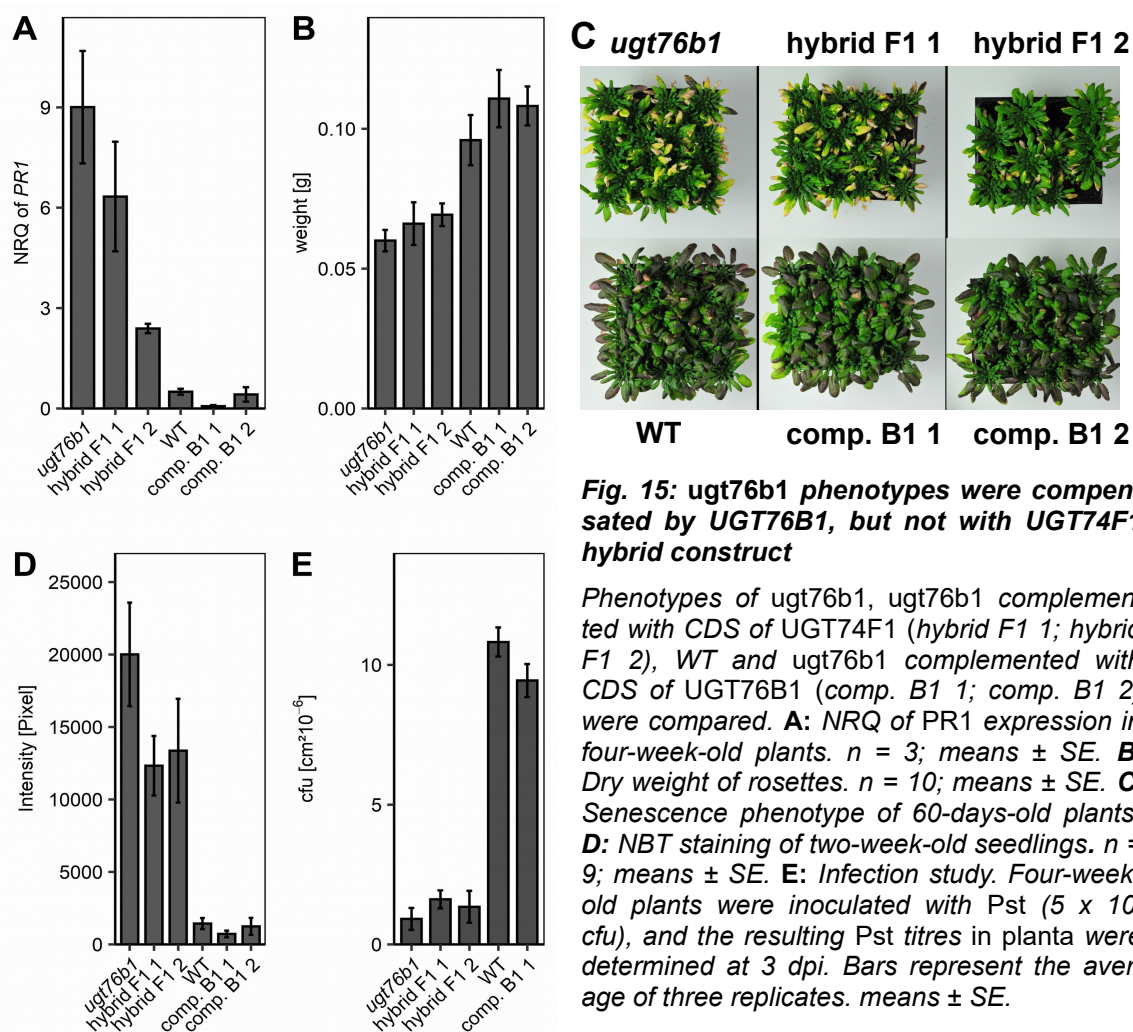 A
NRQ of PR1
9
6
3
0
ugt76b1
hybrid F1 1
hybrid F1 2
WT
comp. B1 1
comp. B1 2
B
weight [g]
0.10
0.05
0.00
ugt76b1
hybrid F1 1
hybrid F1 2
WT
comp. B1 1
comp. B1 2
C
ugt76b1 hybrid F1 1 hybrid F1 2
WT comp. B1 1 comp. B1 2
Fig. 15: ugt76b1 phenotypes were compen
sated by UGT76B1, but not with UGT74F1
hybrid construct
Phenotypes of ugt76b1, ugt76b1 complemen
ted with CDS of UGT74F1 (hybrid F1 1; hybrid
F1 2), WT and ugt76b1 complemented with
CDS of UGT76B1 (comp. B1 1; comp. B1 2
were compared. A: NRQ of PR1 expression in
four-week-old plants. n = 3; means ± SE. B
Dry weight of rosettes. n = 10; means ± SE. C
Senescence phenotype of 60-days-old plants
D: NBT staining of two-week-old seedlings. n =
9; means ± SE. E: Infection study. Four-week
old plants were inoculated with Pst (5 x 10
cfu), and the resulting Pst titres in planta were
determined at 3 dpi. Bars represent the aver
age of three replicates. means ± SE.
D
Intensity [Pixel]
25000
20000
15000
10000
5000
0
ugt76b1
hybrid F1 1
hybrid F1 2
WT
comp. B1 1
comp. B1 2
E
cfu [cm²10⁻⁶]
10
5
0
ugt76b1
hybrid F1 1
hybrid F1 2
WT
comp. B1 1